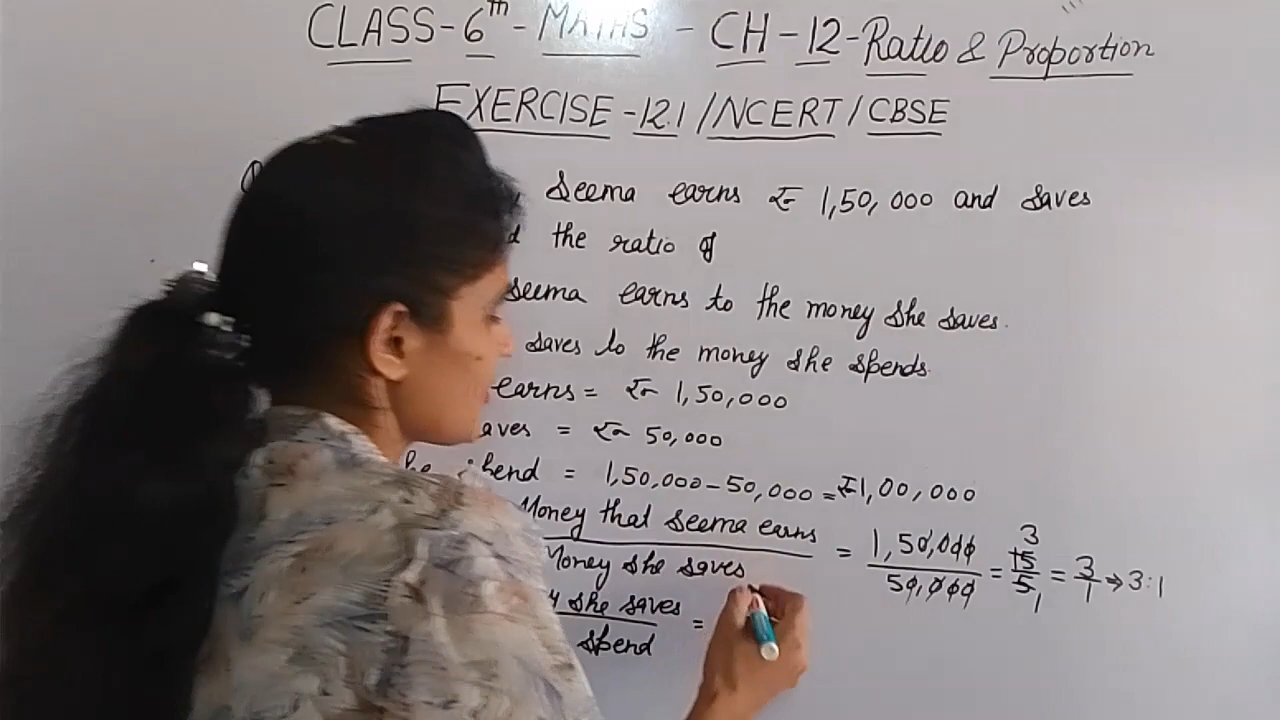 CLASS-6th - MATHS - CH-12-Ratio & Proportion
EXERCISE-12.1/NCERT/CBSE
Seema earns ₹ 1,50,000 and saves
the ratio of
Seema earns to the money she saves.
saves to the money she spends.
earns = ₹ 1,50,000
= ₹ 50,000
= 1,50,000-50,000=₹1,00,000
Money that Seema earns / Money she saves = 1,50,000 / 50,000 = 15 3 / 5 1 = 3 / 1 → 3:1
she saves / spend =